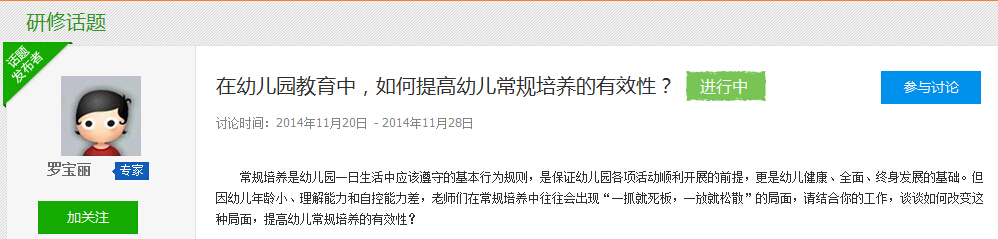 研修话题
话题
发布者
在幼儿园教育中，如何提高幼儿常规培养的有效性？ 进行中 参与讨论
讨论时间：2014年11月20日 - 2014年11月28日
罗宝丽 专家
常规培养是幼儿园一日生活中应该遵守的基本行为规则，是保证幼儿园各项活动顺利开展的前提，更是幼儿健康、全面、终身发展的基础。但
因幼儿年龄小、理解能力和自控能力差，老师们在常规培养中往往会出现“一抓就死板，一放就松散”的局面，请结合你的工作，谈谈如何改变这
种局面，提高幼儿常规培养的有效性？
加关注